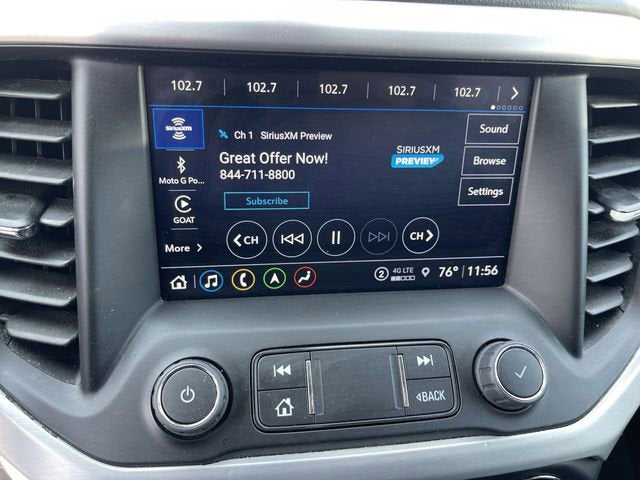 102.7 102.7 102.7 102.7 102.7
SiriusXM
Ch 1 SiriusXM Preview
Great Offer Now!
844-711-8800
Subscribe
SIRIUSXM
PREVIEW
Sound
Browse
Settings
Moto G Po...
GOAT
More
CH
CH
2 4G LTE 76° 11:56
BACK